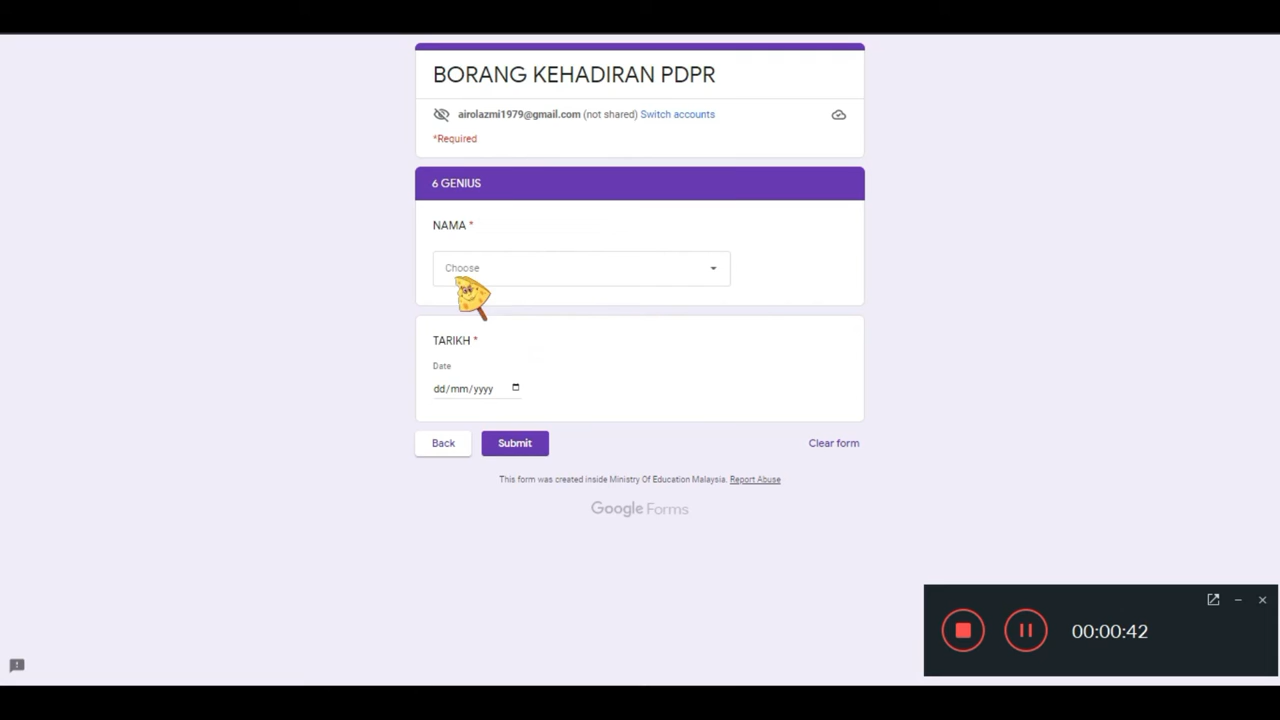 BORANG KEHADIRAN PDPR
airolazmi1979@gmail.com (not shared) Switch accounts
*Required
6 GENIUS
NAMA *
Choose
TARIKH *
Date
dd/mm/yyyy
Back
Submit
Clear form
This form was created inside Ministry Of Education Malaysia. Report Abuse
Google Forms
00:00:42